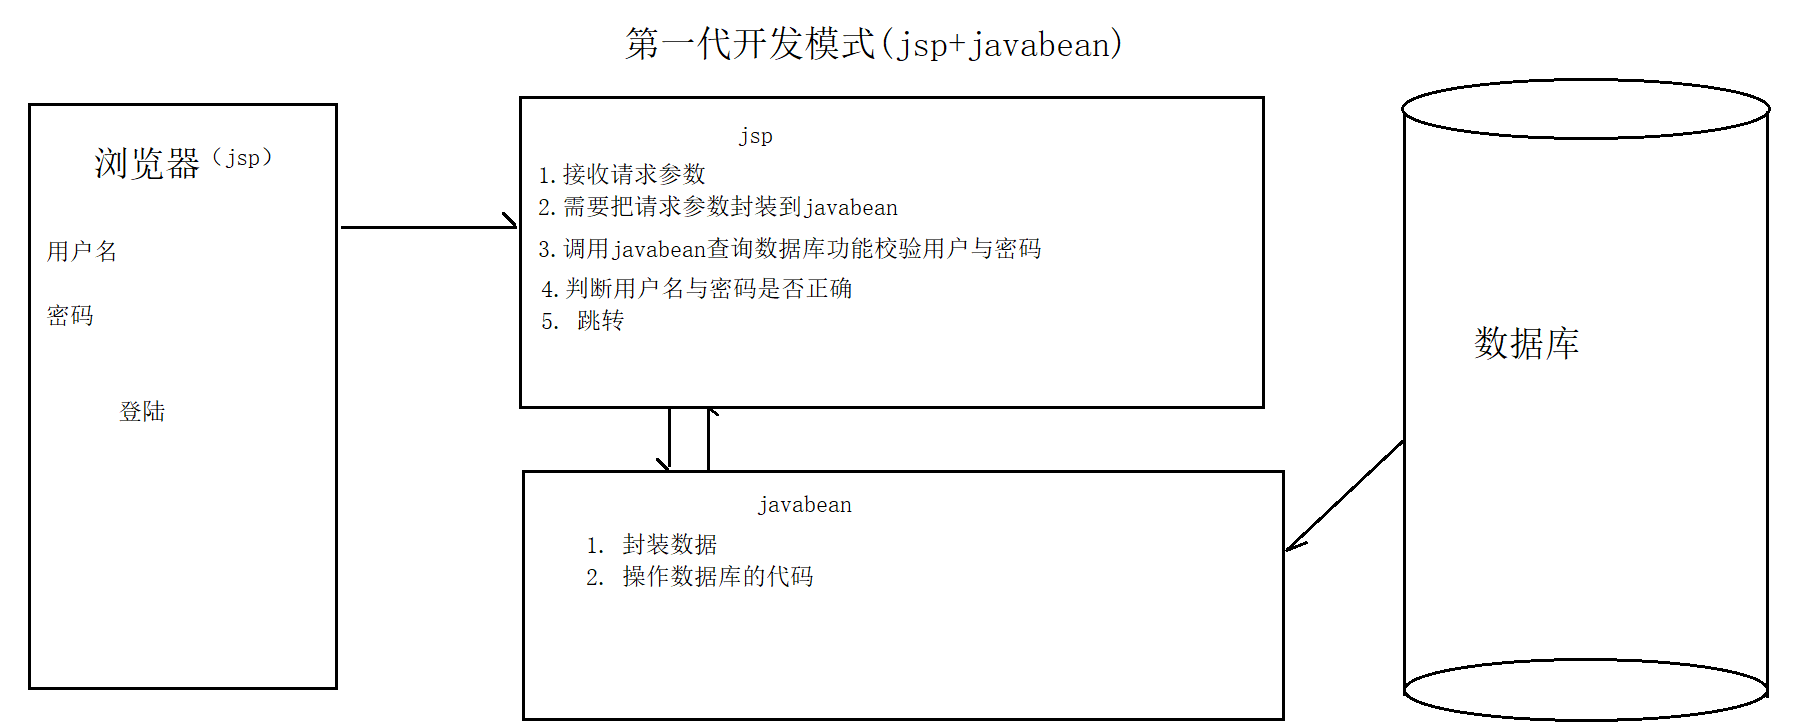 第一代开发模式(jsp+javabean)
浏览器（jsp）
用户名
密码
登陆
jsp
1.接收请求参数
2.需要把请求参数封装到javabean
3.调用javabean查询数据库功能校验用户与密码
4.判断用户名与密码是否正确
5. 跳转
javabean
1. 封装数据
2. 操作数据库的代码
数据库